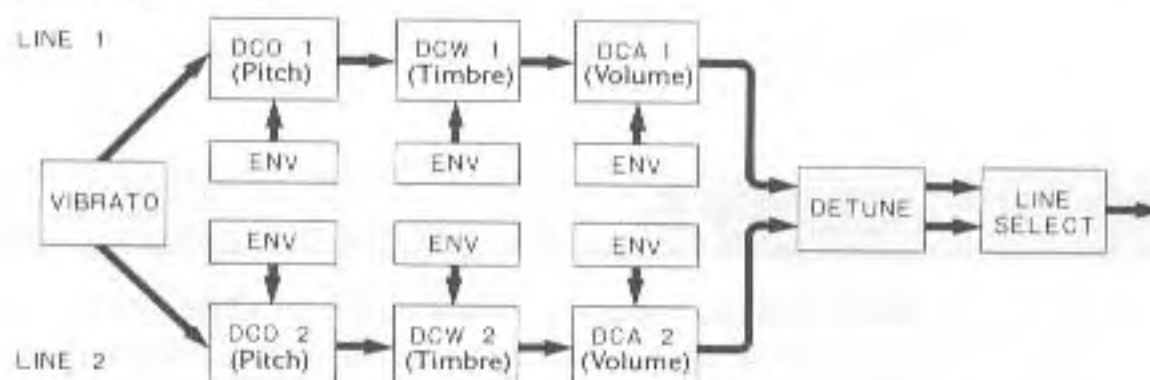 LINE 1
DCO 1
(Pitch)
DCW 1
(Timbre)
DCA 1
(Volume)
ENV
ENV
ENV
VIBRATO
DETUNE
LINE
SELECT
ENV
ENV
ENV
DCO 2
(Pitch)
DCW 2
(Timbre)
DCA 2
(Volume)
LINE 2